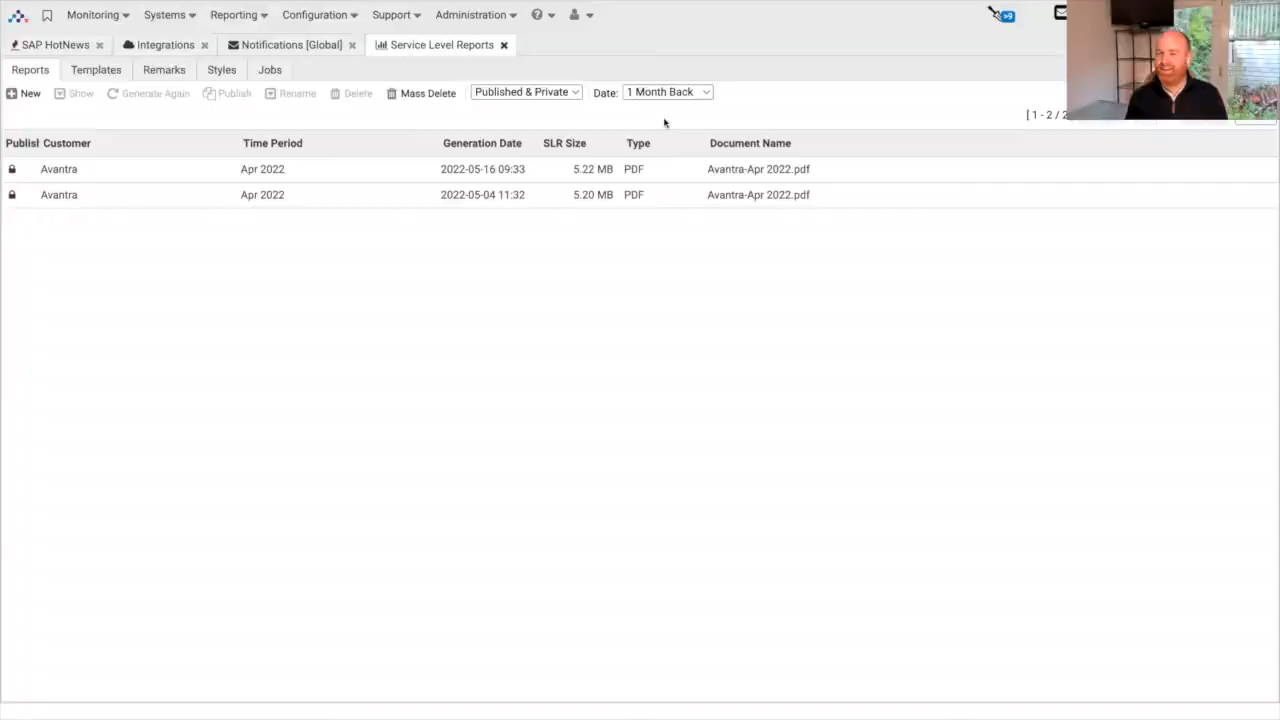 Monitoring Systems Reporting Configuration Support Administration >9
SAP HotNews Integrations Notifications [Global] Service Level Reports
Reports Templates Remarks Styles Jobs
New Show Generate Again Publish Rename Delete Mass Delete Published & Private Date: 1 Month Back
[ 1 - 2 / 2
Publisl Customer Time Period Generation Date SLR Size Type Document Name
Avantra Apr 2022 2022-05-16 09:33 5.22 MB PDF Avantra-Apr 2022.pdf
Avantra Apr 2022 2022-05-04 11:32 5.20 MB PDF Avantra-Apr 2022.pdf